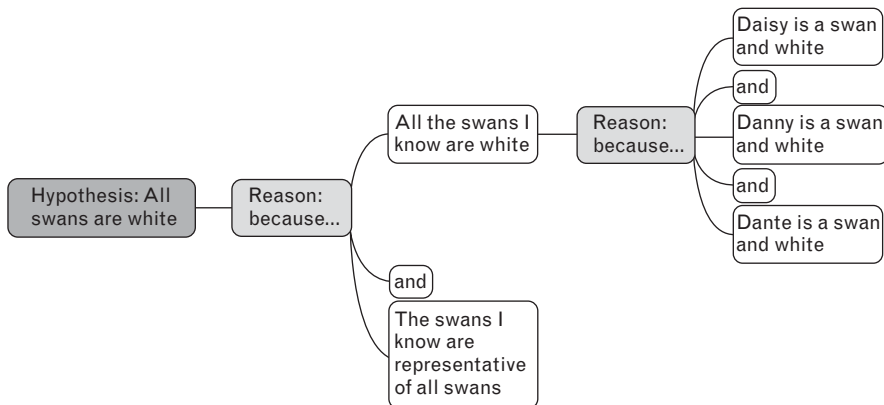 Hypothesis: All
swans are white
Reason:
because...
All the swans I
know are white
and
The swans I
know are
representative
of all swans
Reason:
because...
Daisy is a swan
and white
and
Danny is a swan
and white
and
Dante is a swan
and white